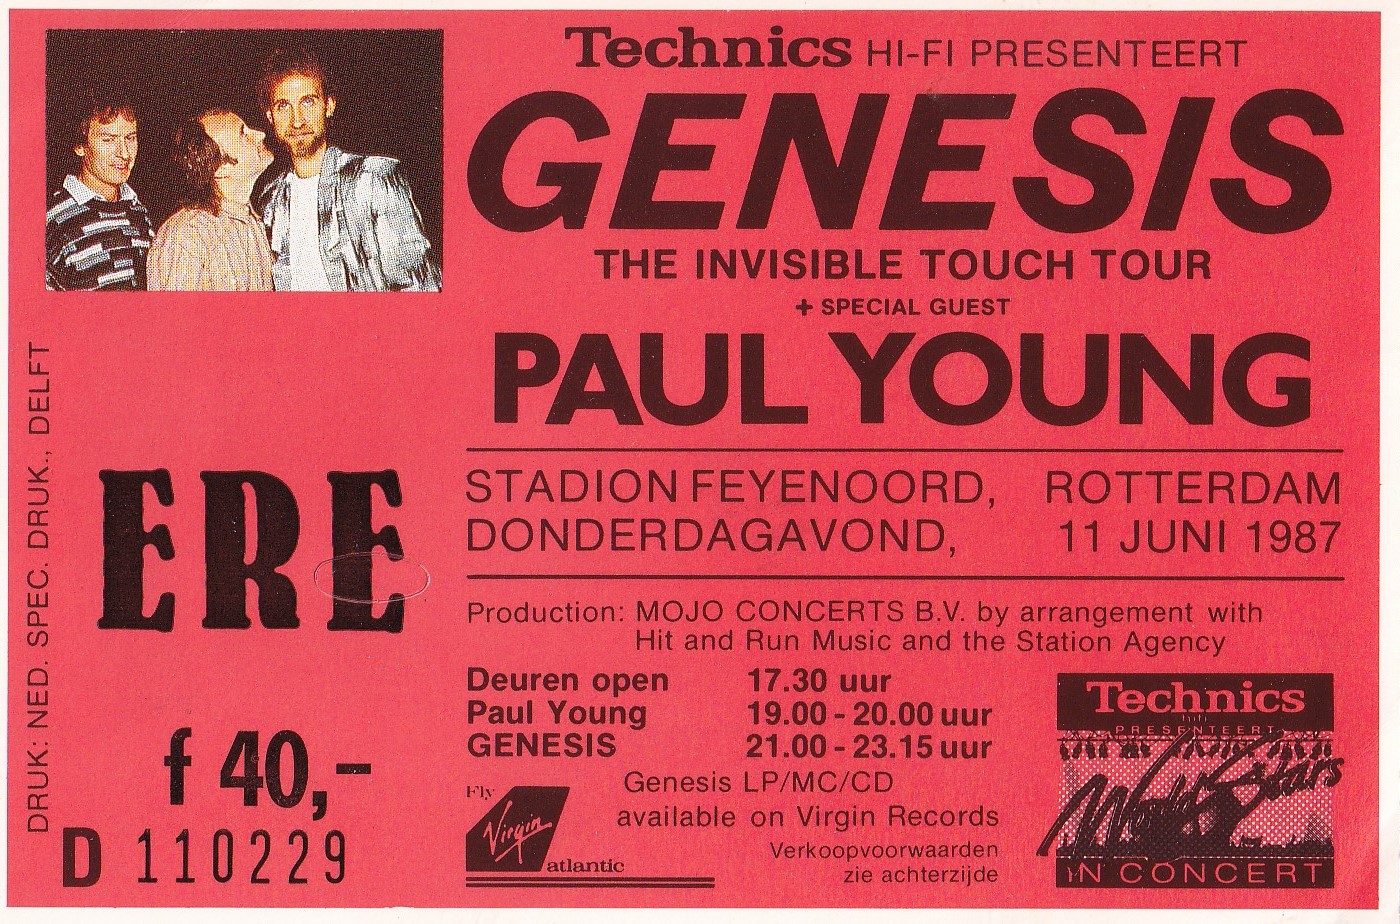 Technics HI-FI PRESENTEERT
GENESIS
THE INVISIBLE TOUCH TOUR
+ SPECIAL GUEST
PAUL YOUNG
STADION FEYENOORD, ROTTERDAM
DONDERDAGAVOND, 11 JUNI 1987
Production: MOJO CONCERTS B.V. by arrangement with
Hit and Run Music and the Station Agency
Deuren open 17.30 uur
Paul Young 19.00 - 20.00 uur
GENESIS 21.00 - 23.15 uur
Genesis LP/MC/CD
available on Virgin Records
Verkoopvoorwaarden
zie achterzijde
Fly
Virgin
atlantic
Technics
PRESENTEERT
World Stars
IN CONCERT
DRUK: NED. SPEC. DRUK., DELFT
ERE
f 40,-
D 110229